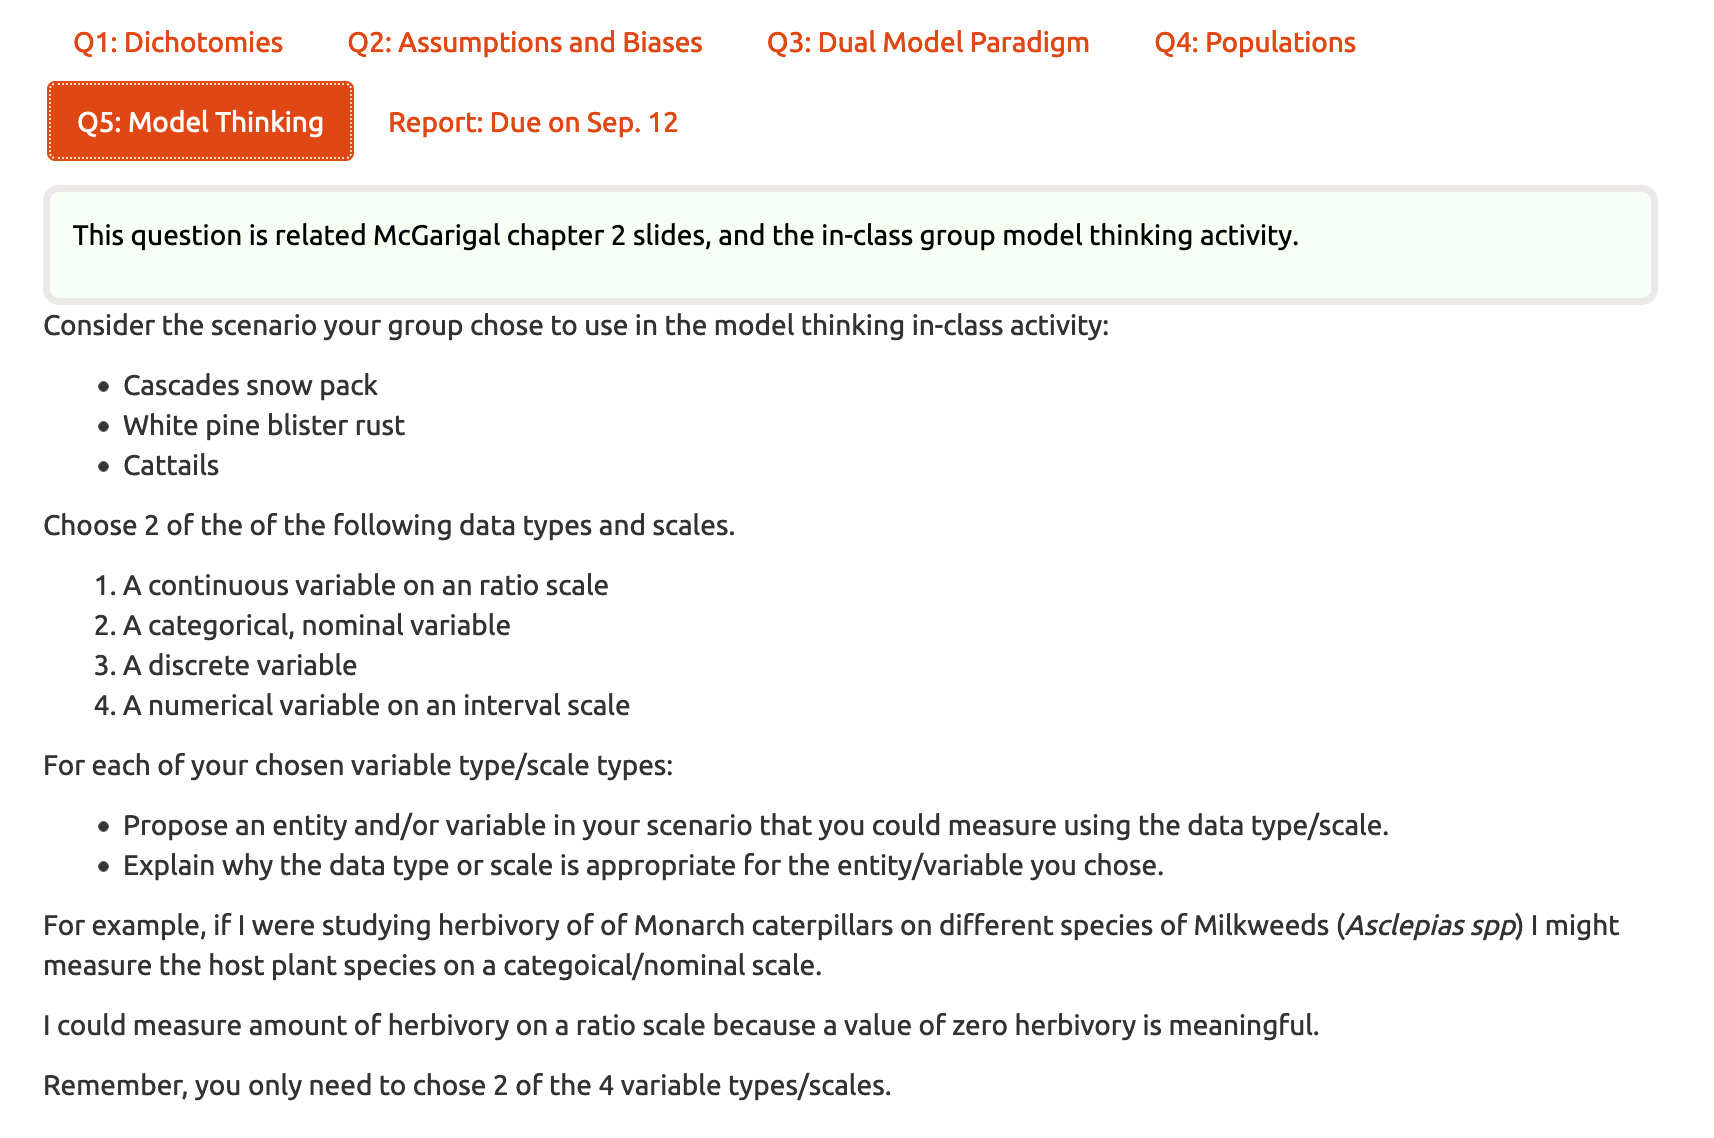 Q1: Dichotomies Q2: Assumptions and Biases Q3: Dual Model Paradigm Q4: Populations
Q5: Model Thinking Report: Due on Sep. 12
This question is related McGarigal chapter 2 slides, and the in-class group model thinking activity.
Consider the scenario your group chose to use in the model thinking in-class activity:
• Cascades snow pack
• White pine blister rust
• Cattails
Choose 2 of the of the following data types and scales.
1. A continuous variable on an ratio scale
2. A categorical, nominal variable
3. A discrete variable
4. A numerical variable on an interval scale
For each of your chosen variable type/scale types:
• Propose an entity and/or variable in your scenario that you could measure using the data type/scale.
• Explain why the data type or scale is appropriate for the entity/variable you chose.
For example, if I were studying herbivory of of Monarch caterpillars on different species of Milkweeds (Asclepias spp) I might
measure the host plant species on a categoical/nominal scale.
I could measure amount of herbivory on a ratio scale because a value of zero herbivory is meaningful.
Remember, you only need to chose 2 of the 4 variable types/scales.